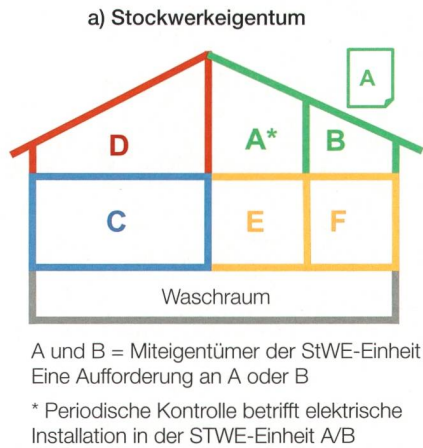 a) Stockwerkeigentum
A
D A* B
C E F
Waschraum
A und B = Miteigentümer der StWE-Einheit
Eine Aufforderung an A oder B
* Periodische Kontrolle betrifft elektrische
Installation in der STWE-Einheit A/B